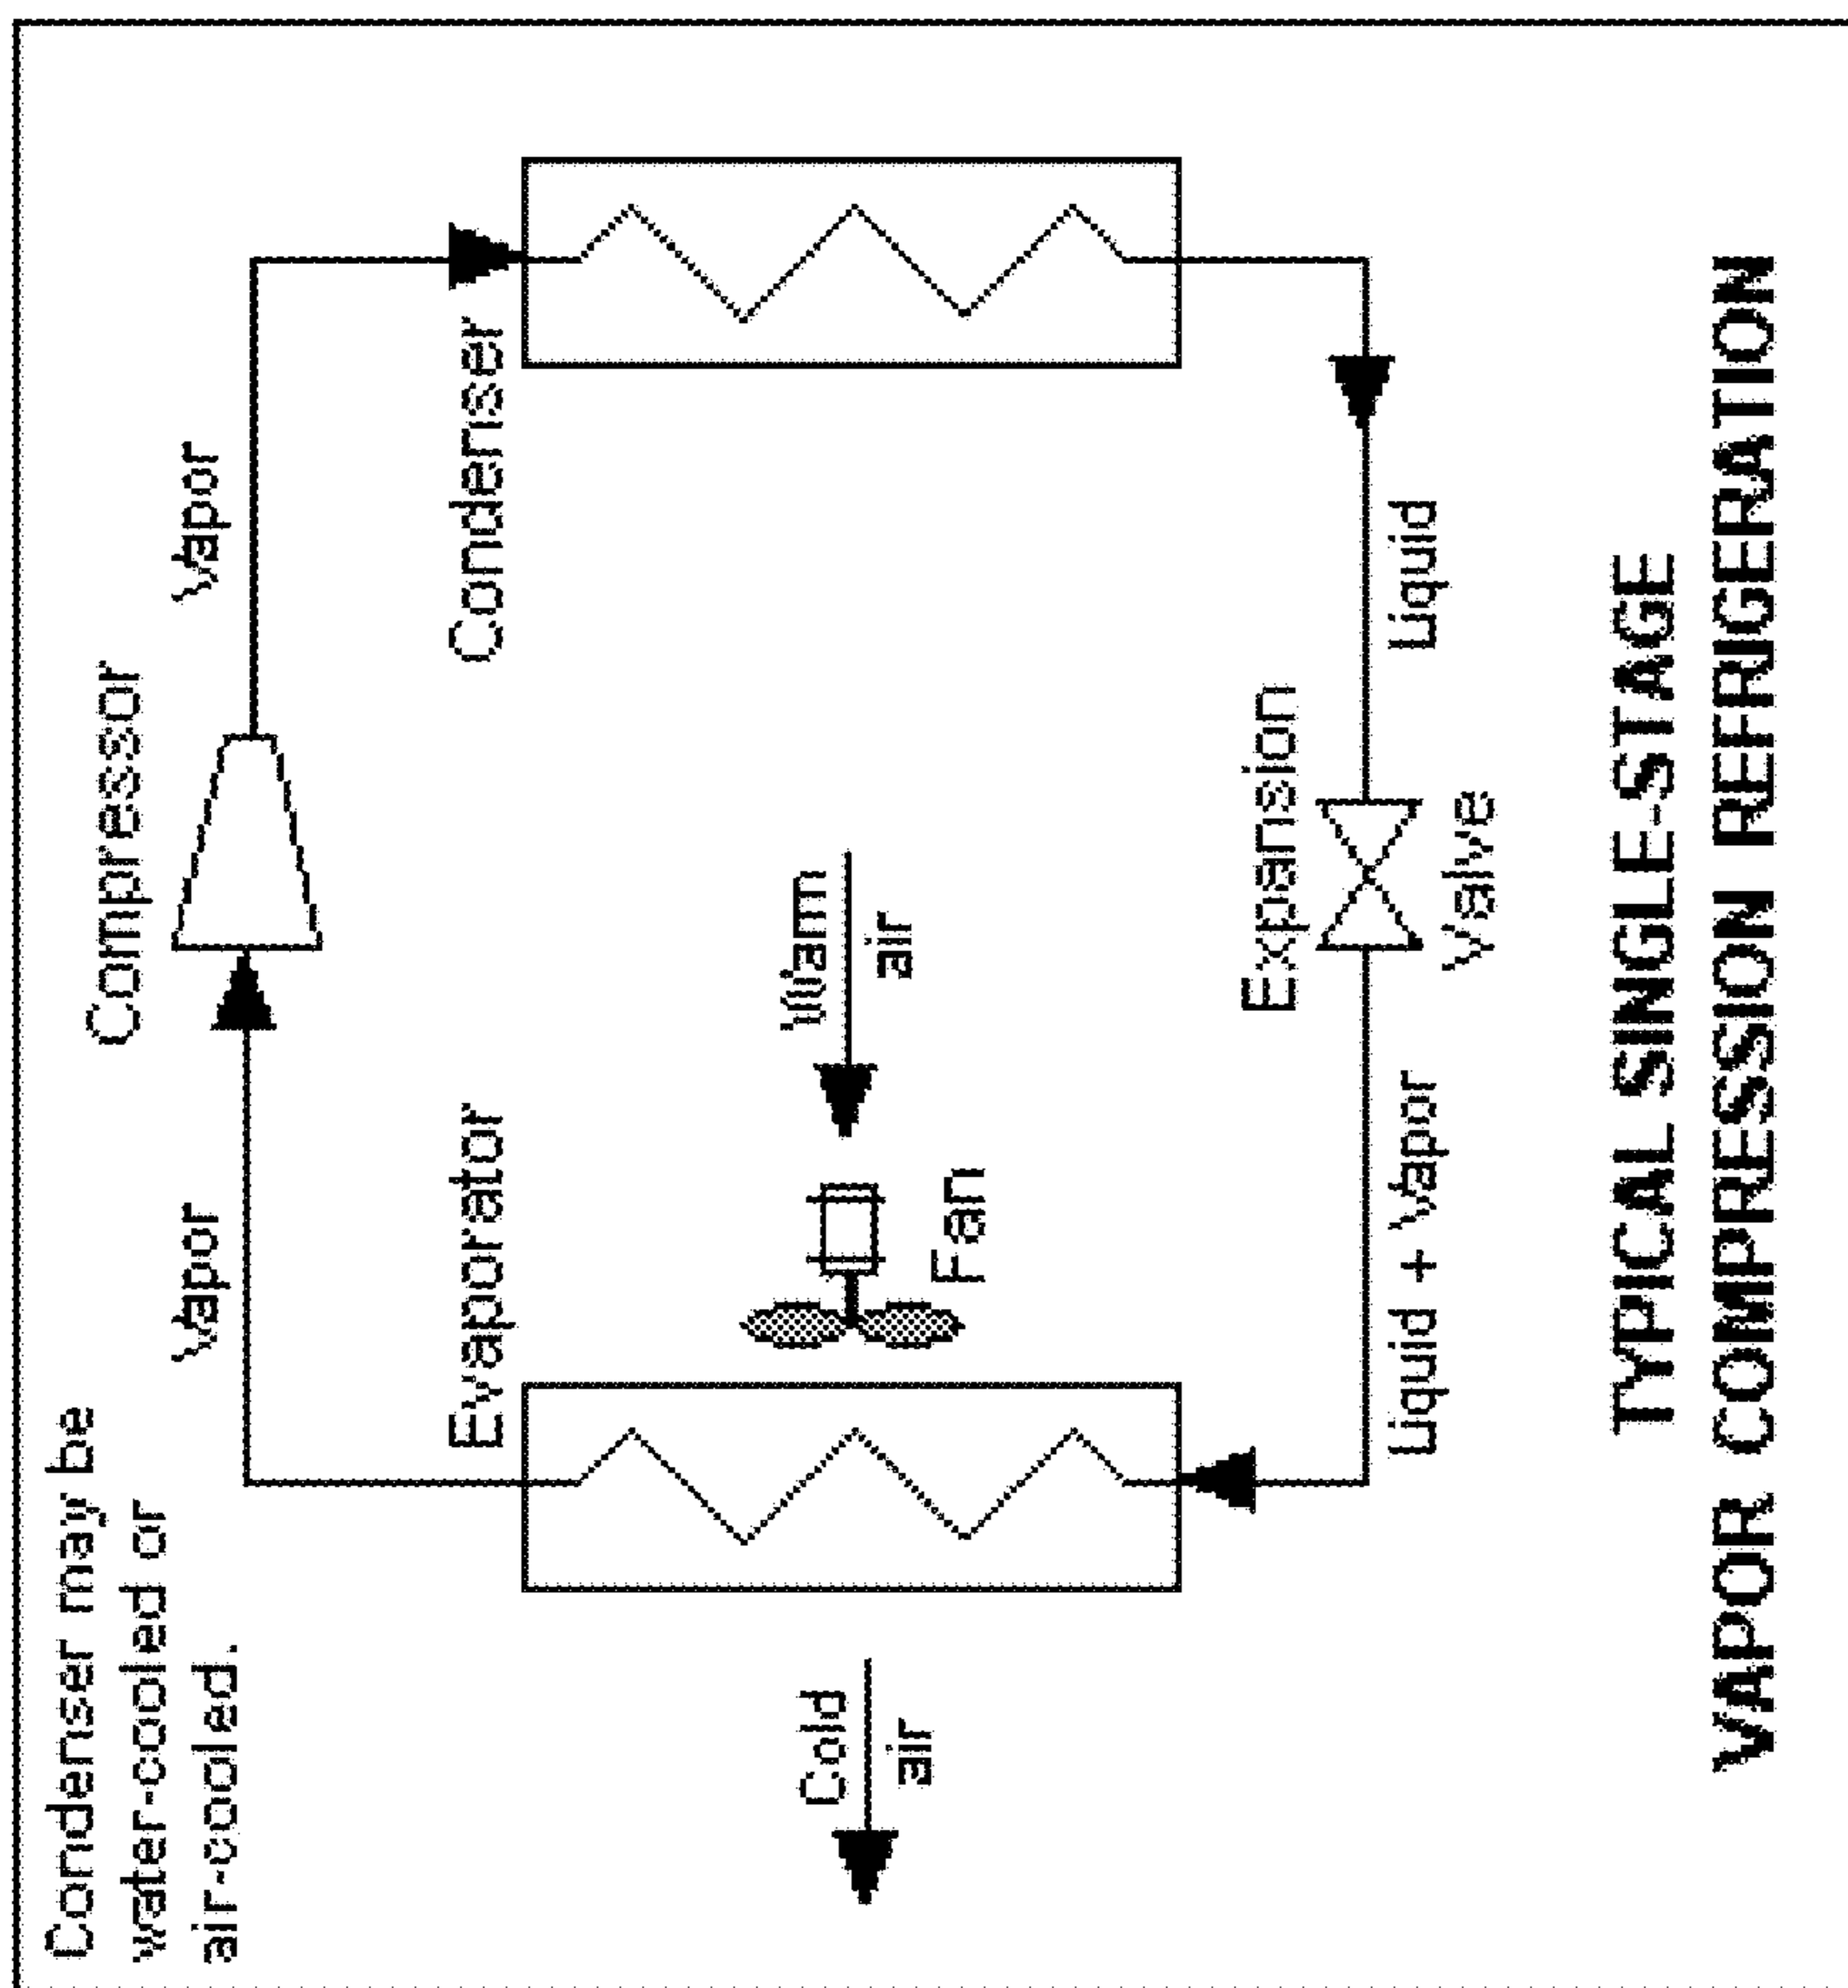 Condenser may be
water-cooled or
air-cooled.
Compressor
Vapor
Vapor
Evaporator
Condenser
Cold
air
Warm
air
Fan
Expansion
Valve
Liquid + Vapor
Liquid
TYPICAL SINGLE-STAGE
VAPOR COMPRESSION REFRIGERATION